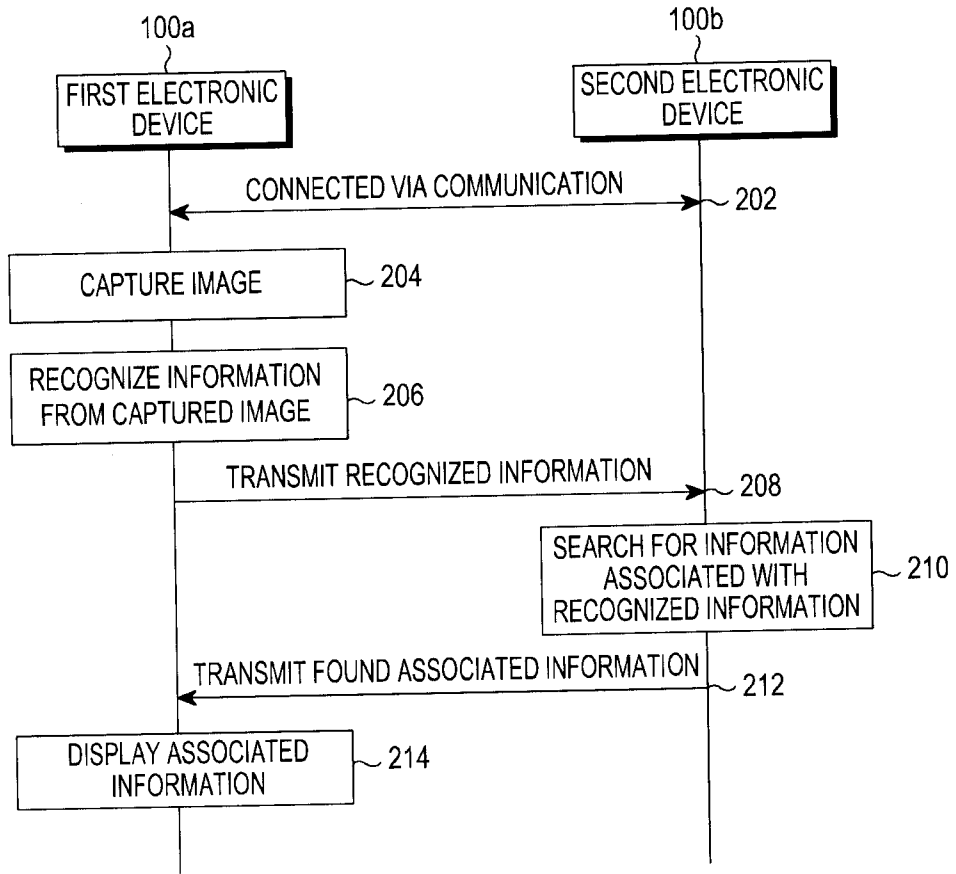 100a
100b
FIRST ELECTRONIC
DEVICE
SECOND ELECTRONIC
DEVICE
CONNECTED VIA COMMUNICATION
202
CAPTURE IMAGE
204
RECOGNIZE INFORMATION
FROM CAPTURED IMAGE
206
TRANSMIT RECOGNIZED INFORMATION
208
SEARCH FOR INFORMATION
ASSOCIATED WITH
RECOGNIZED INFORMATION
210
TRANSMIT FOUND ASSOCIATED INFORMATION
212
DISPLAY ASSOCIATED
INFORMATION
214